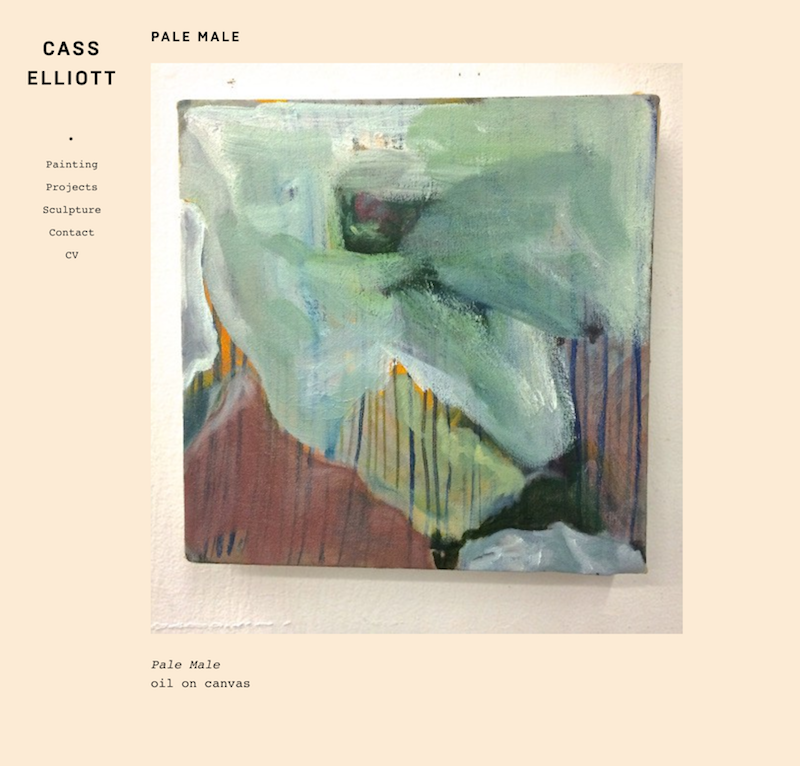 CASS
ELLIOTT
PALE MALE
Painting
Projects
Sculpture
Contact
CV
Pale Male
oil on canvas